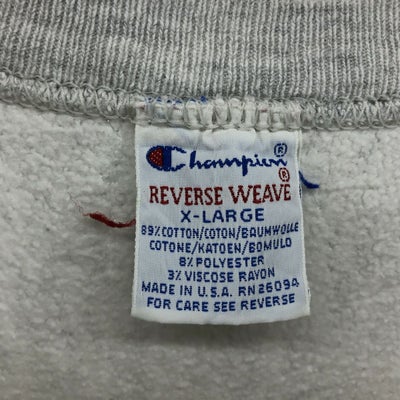 Champion®
REVERSE WEAVE®
X-LARGE
89% COTTON/COTON/BAUMWOLLE
COTONE/KATOEN/BOMULD
8% POLYESTER
3% VISCOSE RAYON
MADE IN U.S.A. RN 26094
FOR CARE SEE REVERSE